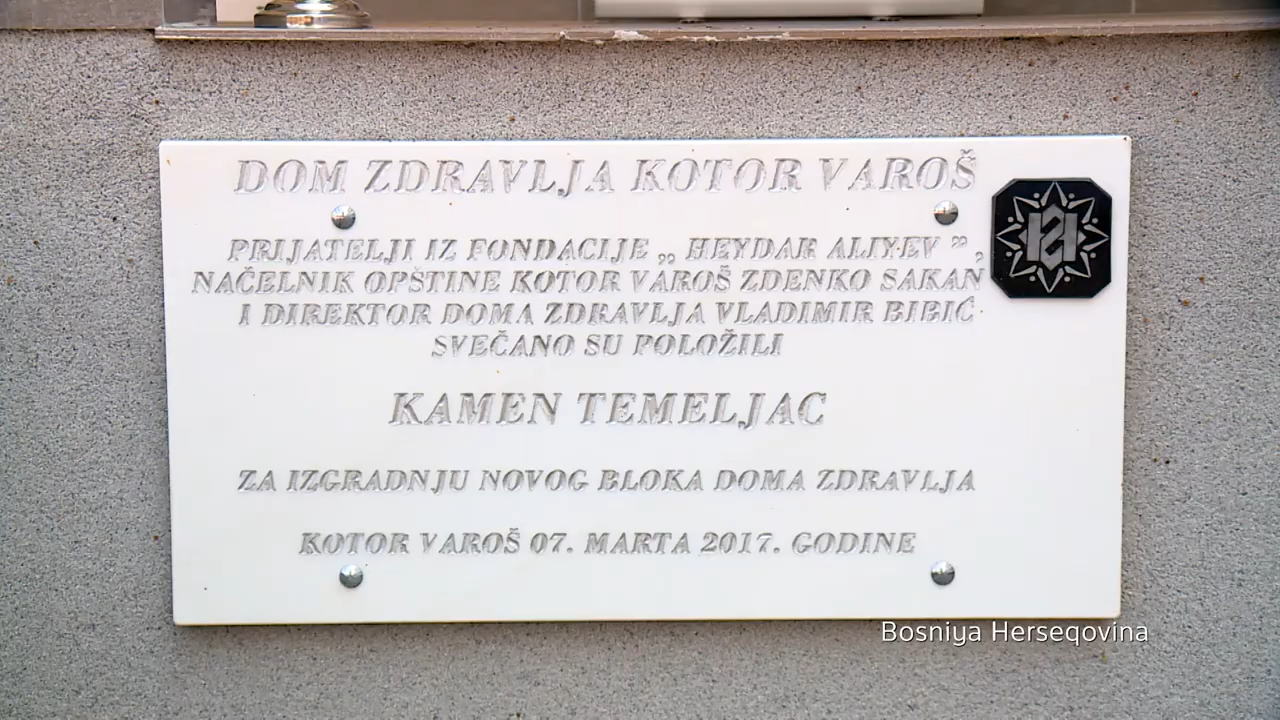 DOM ZDRAVLJA KOTOR VAROŠ
PRIJATELJI IZ FONDACIJE „ HEYDAR ALIYEV ”,
NAČELNIK OPŠTINE KOTOR VAROŠ ZDENKO SAKAN
I DIREKTOR DOMA ZDRAVLJA VLADIMIR BIBIĆ
SVEČANO SU POLOŽILI
KAMEN TEMELJAC
ZA IZGRADNJU NOVOG BLOKA DOMA ZDRAVLJA
KOTOR VAROŠ 07. MARTA 2017. GODINE
Bosniya Herseqovina